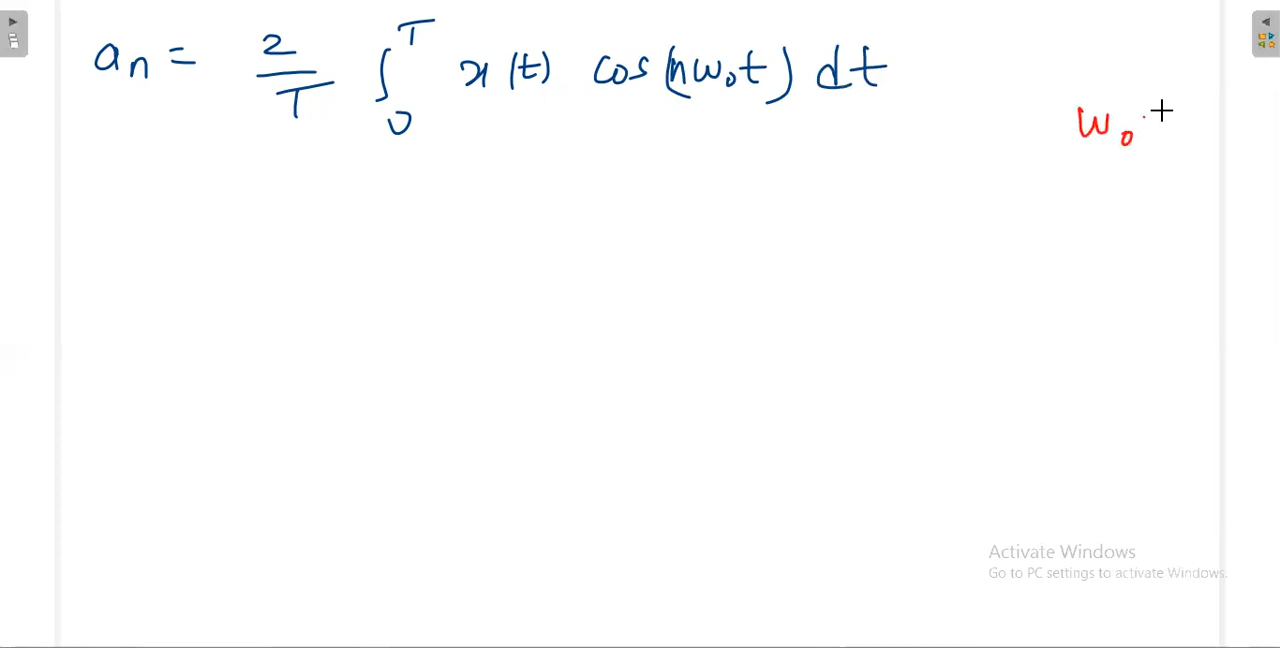 aₙ = 2/T ∫₀ᵀ x(t) cos(nω₀t) dt
ω₀
Activate Windows
Go to PC settings to activate Windows.